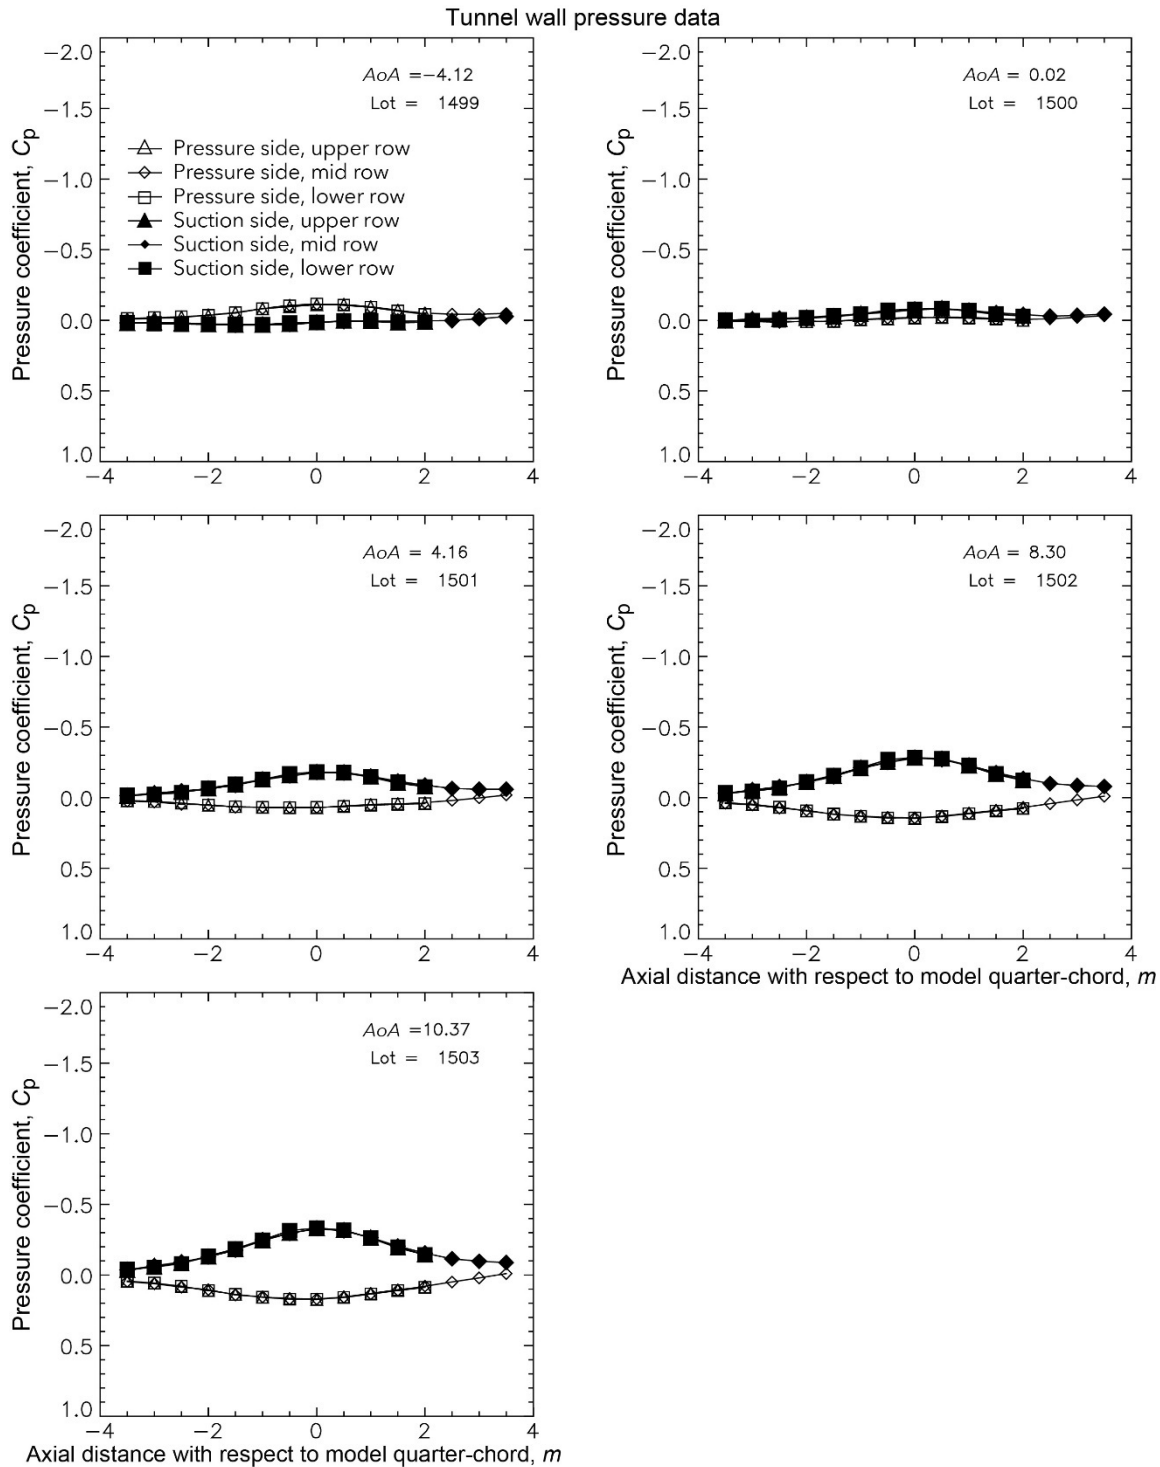 Tunnel wall pressure data
AoA =−4.12
Lot = 1499
Pressure side, upper row
Pressure side, mid row
Pressure side, lower row
Suction side, upper row
Suction side, mid row
Suction side, lower row
Pressure coefficient, Cp
−2.0
−1.5
−1.0
−0.5
0.0
0.5
1.0
−4 −2 0 2 4
AoA = 0.02
Lot = 1500
Pressure coefficient, Cp
−2.0
−1.5
−1.0
−0.5
0.0
0.5
1.0
−4 −2 0 2 4
AoA = 4.16
Lot = 1501
Pressure coefficient, Cp
−2.0
−1.5
−1.0
−0.5
0.0
0.5
1.0
−4 −2 0 2 4
AoA = 8.30
Lot = 1502
Pressure coefficient, Cp
−2.0
−1.5
−1.0
−0.5
0.0
0.5
1.0
−4 −2 0 2 4
Axial distance with respect to model quarter-chord, m
AoA =10.37
Lot = 1503
Pressure coefficient, Cp
−2.0
−1.5
−1.0
−0.5
0.0
0.5
1.0
−4 −2 0 2 4
Axial distance with respect to model quarter-chord, m